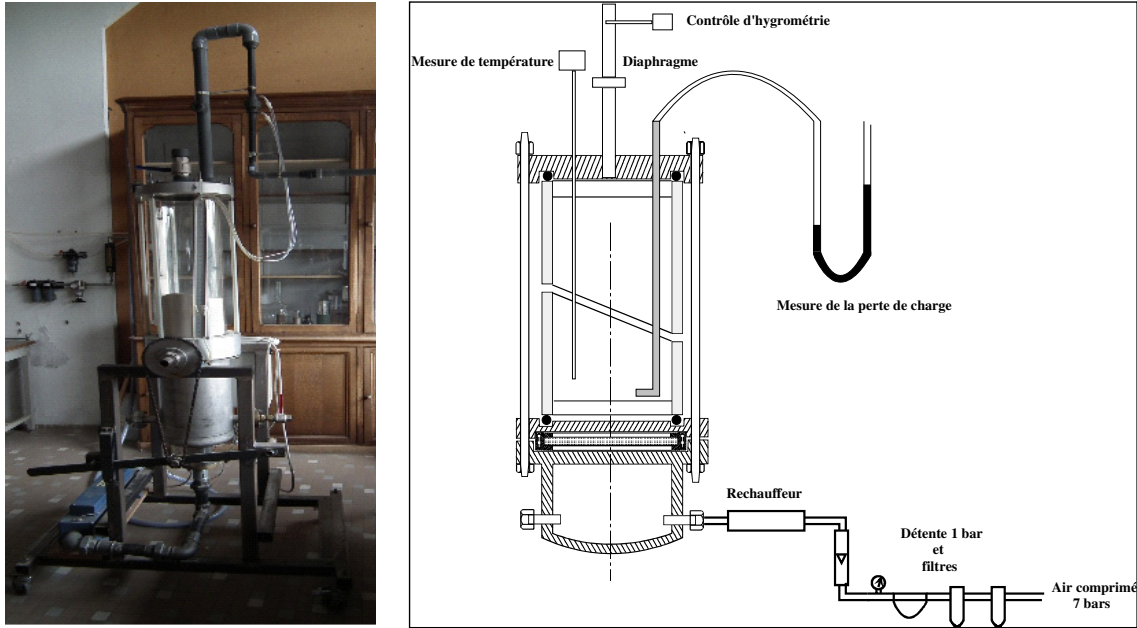 Contrôle d'hygrométrie
Mesure de température
Diaphragme
Mesure de la perte de charge
Rechauffeur
Détente 1 bar
et
filtres
Air comprimé
7 bars